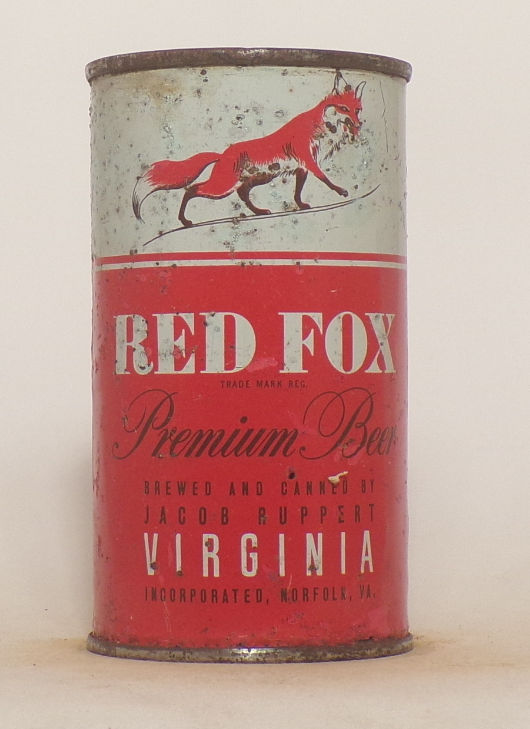 RED FOX
TRADE MARK REG.
Premium Beer
BREWED AND CANNED BY
JACOB RUPPERT
VIRGINIA
INCORPORATED, NORFOLK, VA.